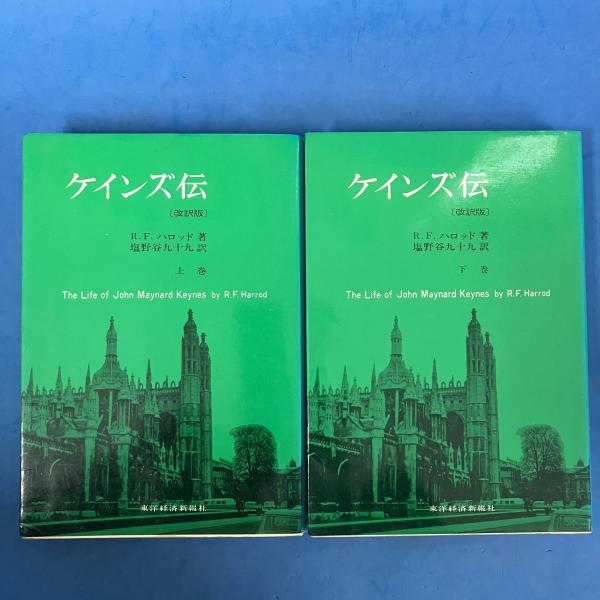 ケインズ伝
〔改訳版〕
R.F. ハロッド 著
塩野谷九十九 訳
上 巻
The Life of John Maynard Keynes by R.F. Harrod
東洋経済新報社
ケインズ伝
〔改訳版〕
R.F. ハロッド 著
塩野谷九十九 訳
下 巻
The Life of John Maynard Keynes by R.F. Harrod
東洋経済新報社